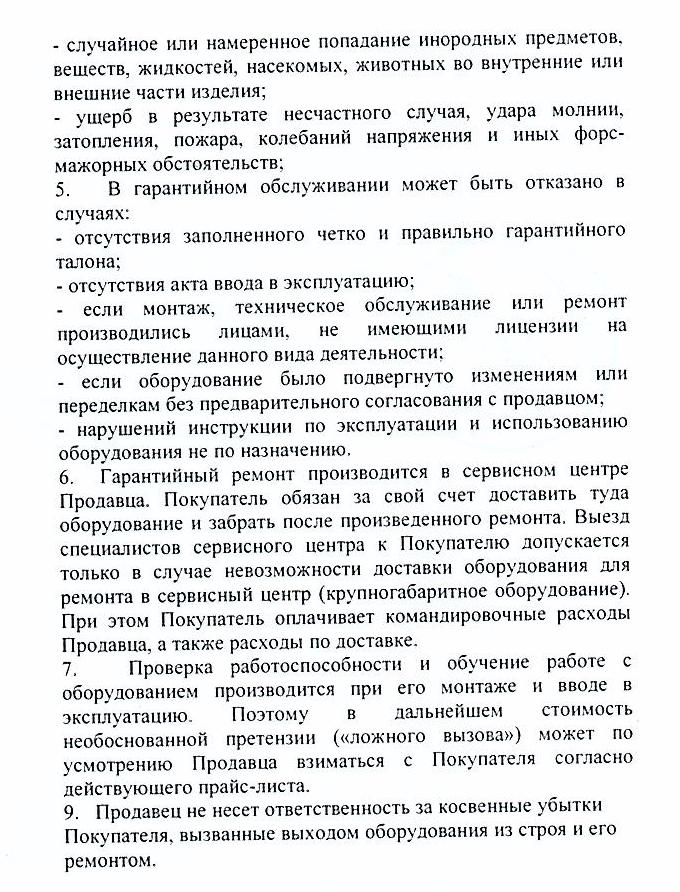 - случайное или намеренное попадание инородных предметов,
веществ, жидкостей, насекомых, животных во внутренние или
внешние части изделия;
- ущерб в результате несчастного случая, удара молнии,
затопления, пожара, колебаний напряжения и иных форс-
мажорных обстоятельств;
5. В гарантийном обслуживании может быть отказано в
случаях:
- отсутствия заполненного четко и правильно гарантийного
талона;
- отсутствия акта ввода в эксплуатацию;
- если монтаж, техническое обслуживание или ремонт
производились лицами, не имеющими лицензии на
осуществление данного вида деятельности;
- если оборудование было подвергнуто изменениям или
переделкам без предварительного согласования с продавцом;
- нарушений инструкции по эксплуатации и использованию
оборудования не по назначению.
6. Гарантийный ремонт производится в сервисном центре
Продавца. Покупатель обязан за свой счет доставить туда
оборудование и забрать после произведенного ремонта. Выезд
специалистов сервисного центра к Покупателю допускается
только в случае невозможности доставки оборудования для
ремонта в сервисный центр (крупногабаритное оборудование).
При этом Покупатель оплачивает командировочные расходы
Продавца, а также расходы по доставке.
7. Проверка работоспособности и обучение работе с
оборудованием производится при его монтаже и вводе в
эксплуатацию. Поэтому в дальнейшем стоимость
необоснованной претензии («ложного вызова») может по
усмотрению Продавца взиматься с Покупателя согласно
действующего прайс-листа.
9. Продавец не несет ответственность за косвенные убытки
Покупателя, вызванные выходом оборудования из строя и его
ремонтом.